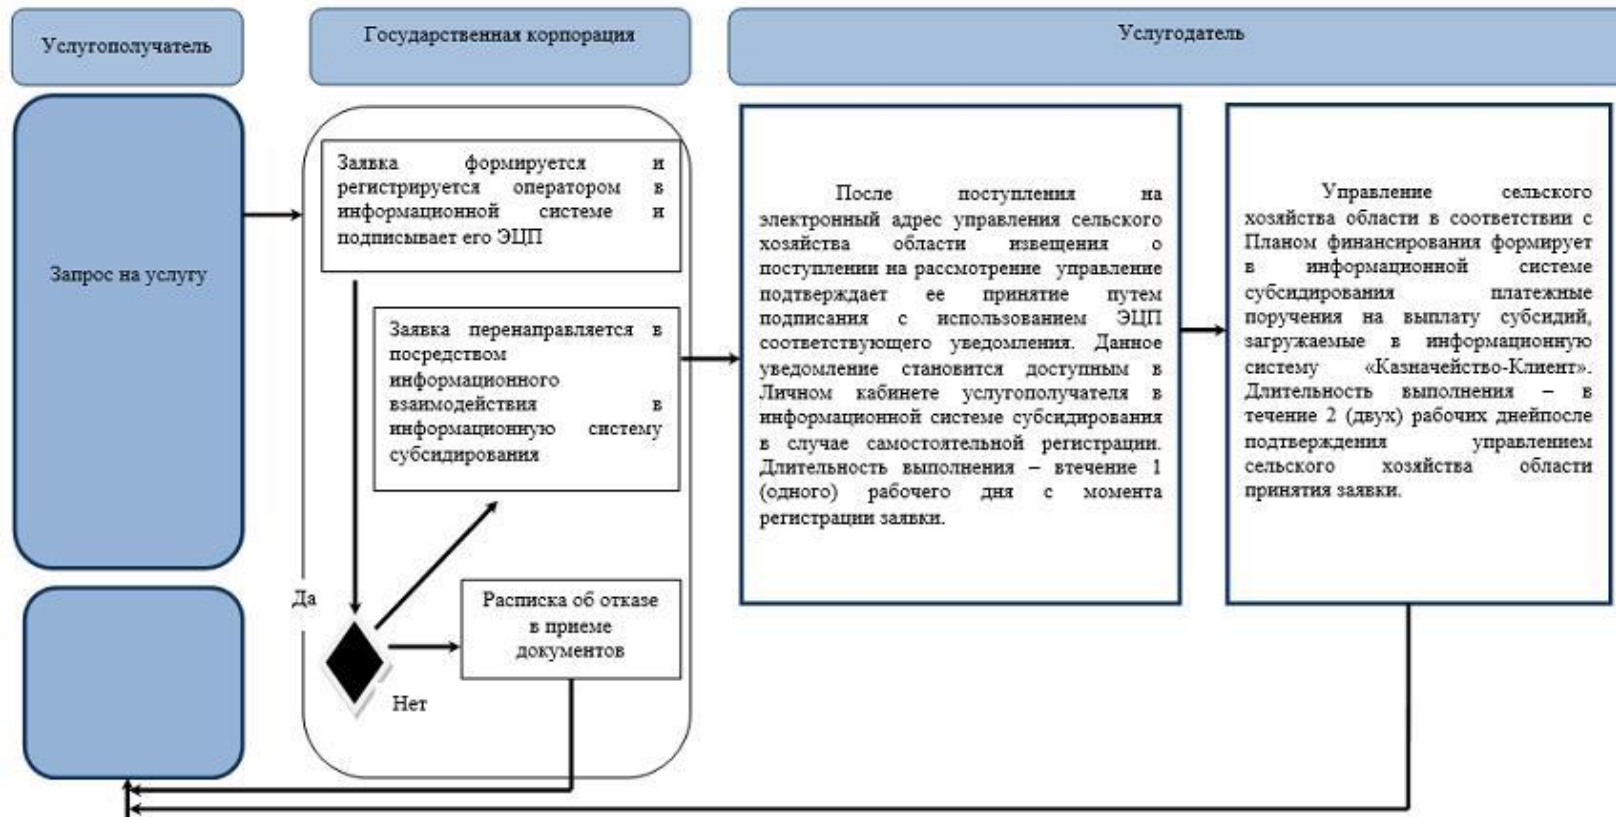 Услугополучатель
Государственная корпорация
Услугодатель
Запрос на услугу
Заявка формируется и
регистрируется оператором в
информационной системе и
подписывает его ЭЦП
Заявка перенаправляется в
посредством
информационного
взаимодействия в
информационную систему
субсидирования
Да
Нет
Расписка об отказе
в приеме
документов
После поступления на
электронный адрес управления сельского
хозяйства области извещения о
поступлении на рассмотрение управление
подтверждает ее принятие путем
подписания с использованием ЭЦП
соответствующего уведомления. Данное
уведомление становится доступным в
Личном кабинете услугополучателя в
информационной системе субсидирования
в случае самостоятельной регистрации.
Длительность выполнения – втечение 1
(одного) рабочего дня с момента
регистрации заявки.
Управление сельского
хозяйства области в соответствии с
Планом финансирования формирует
в информационной системе
субсидирования платежные
поручения на выплату субсидий,
загружаемые в информационную
систему «Казначейство-Клиент».
Длительность выполнения – в
течение 2 (двух) рабочих днейпосле
подтверждения управлением
сельского хозяйства области
принятия заявки.